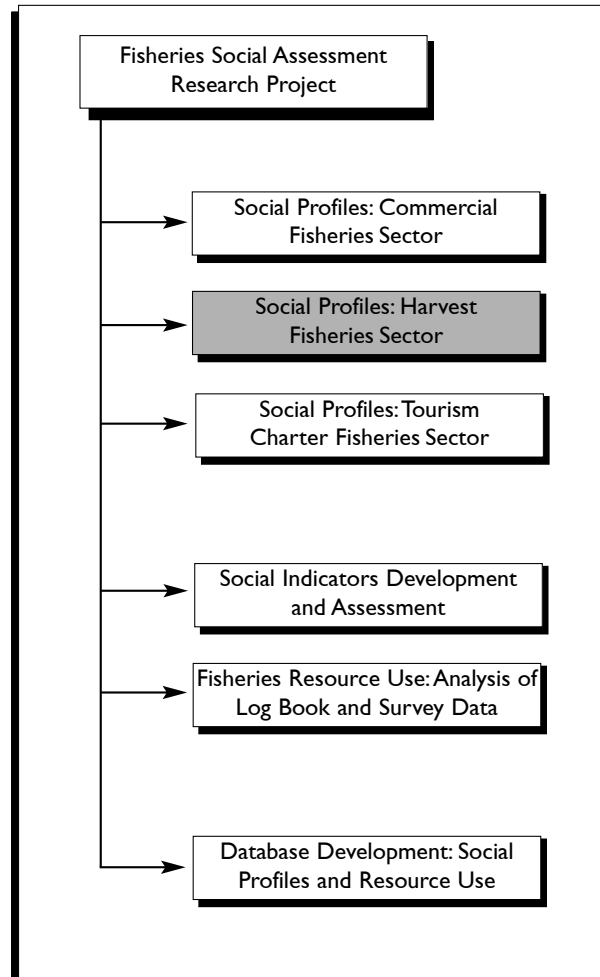 Fisheries Social Assessment
Research Project
Social Profiles: Commercial
Fisheries Sector
Social Profiles: Harvest
Fisheries Sector
Social Profiles: Tourism
Charter Fisheries Sector
Social Indicators Development
and Assessment
Fisheries Resource Use: Analysis of
Log Book and Survey Data
Database Development: Social
Profiles and Resource Use